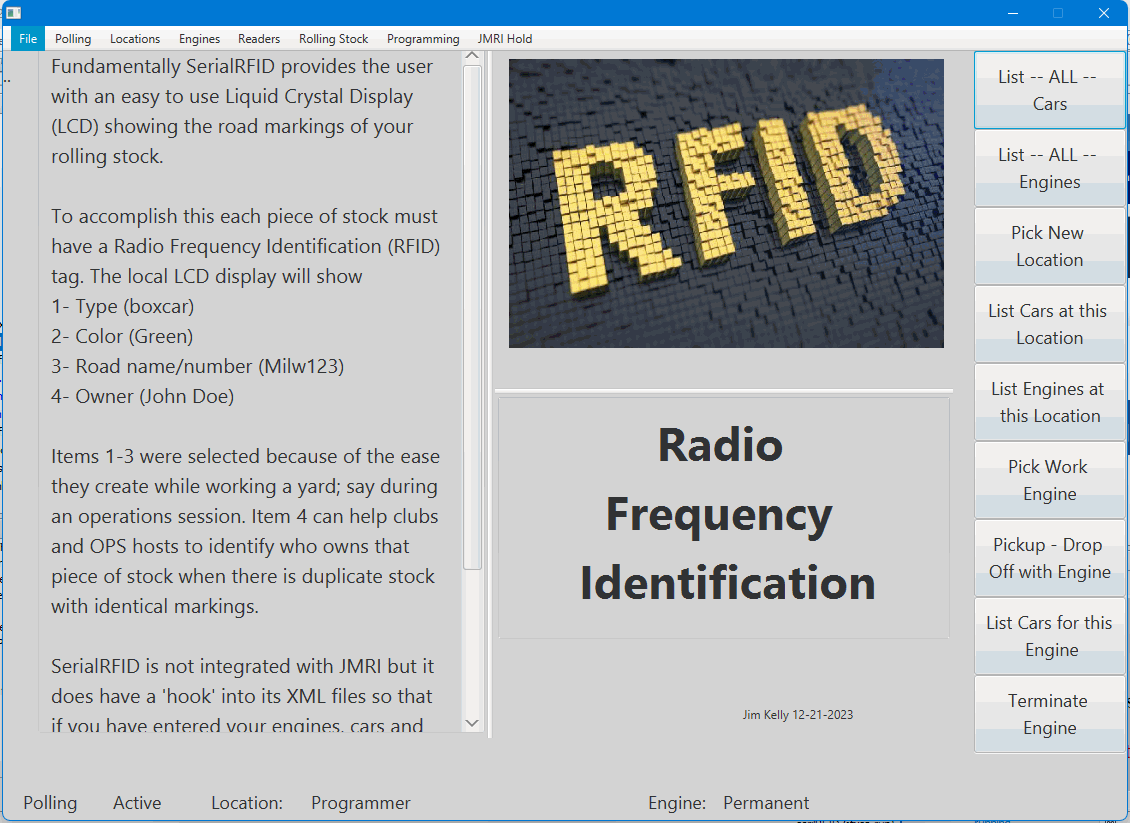 File Polling Locations Engines Readers Rolling Stock Programming JMRI Hold
Fundamentally SerialRFID provides the user
with an easy to use Liquid Crystal Display
(LCD) showing the road markings of your
rolling stock.
To accomplish this each piece of stock must
have a Radio Frequency Identification (RFID)
tag. The local LCD display will show
1- Type (boxcar)
2- Color (Green)
3- Road name/number (Milw123)
4- Owner (John Doe)
Items 1-3 were selected because of the ease
they create while working a yard; say during
an operations session. Item 4 can help clubs
and OPS hosts to identify who owns that
piece of stock when there is duplicate stock
with identical markings.
SerialRFID is not integrated with JMRI but it
does have a 'hook' into its XML files so that
if you have entered your engines, cars and
RFID
Radio
Frequency
Identification
Jim Kelly 12-21-2023
List -- ALL --
Cars
List -- ALL --
Engines
Pick New
Location
List Cars at this
Location
List Engines at
this Location
Pick Work
Engine
Pickup - Drop
Off with Engine
List Cars for this
Engine
Terminate
Engine
Polling Active Location: Programmer Engine: Permanent